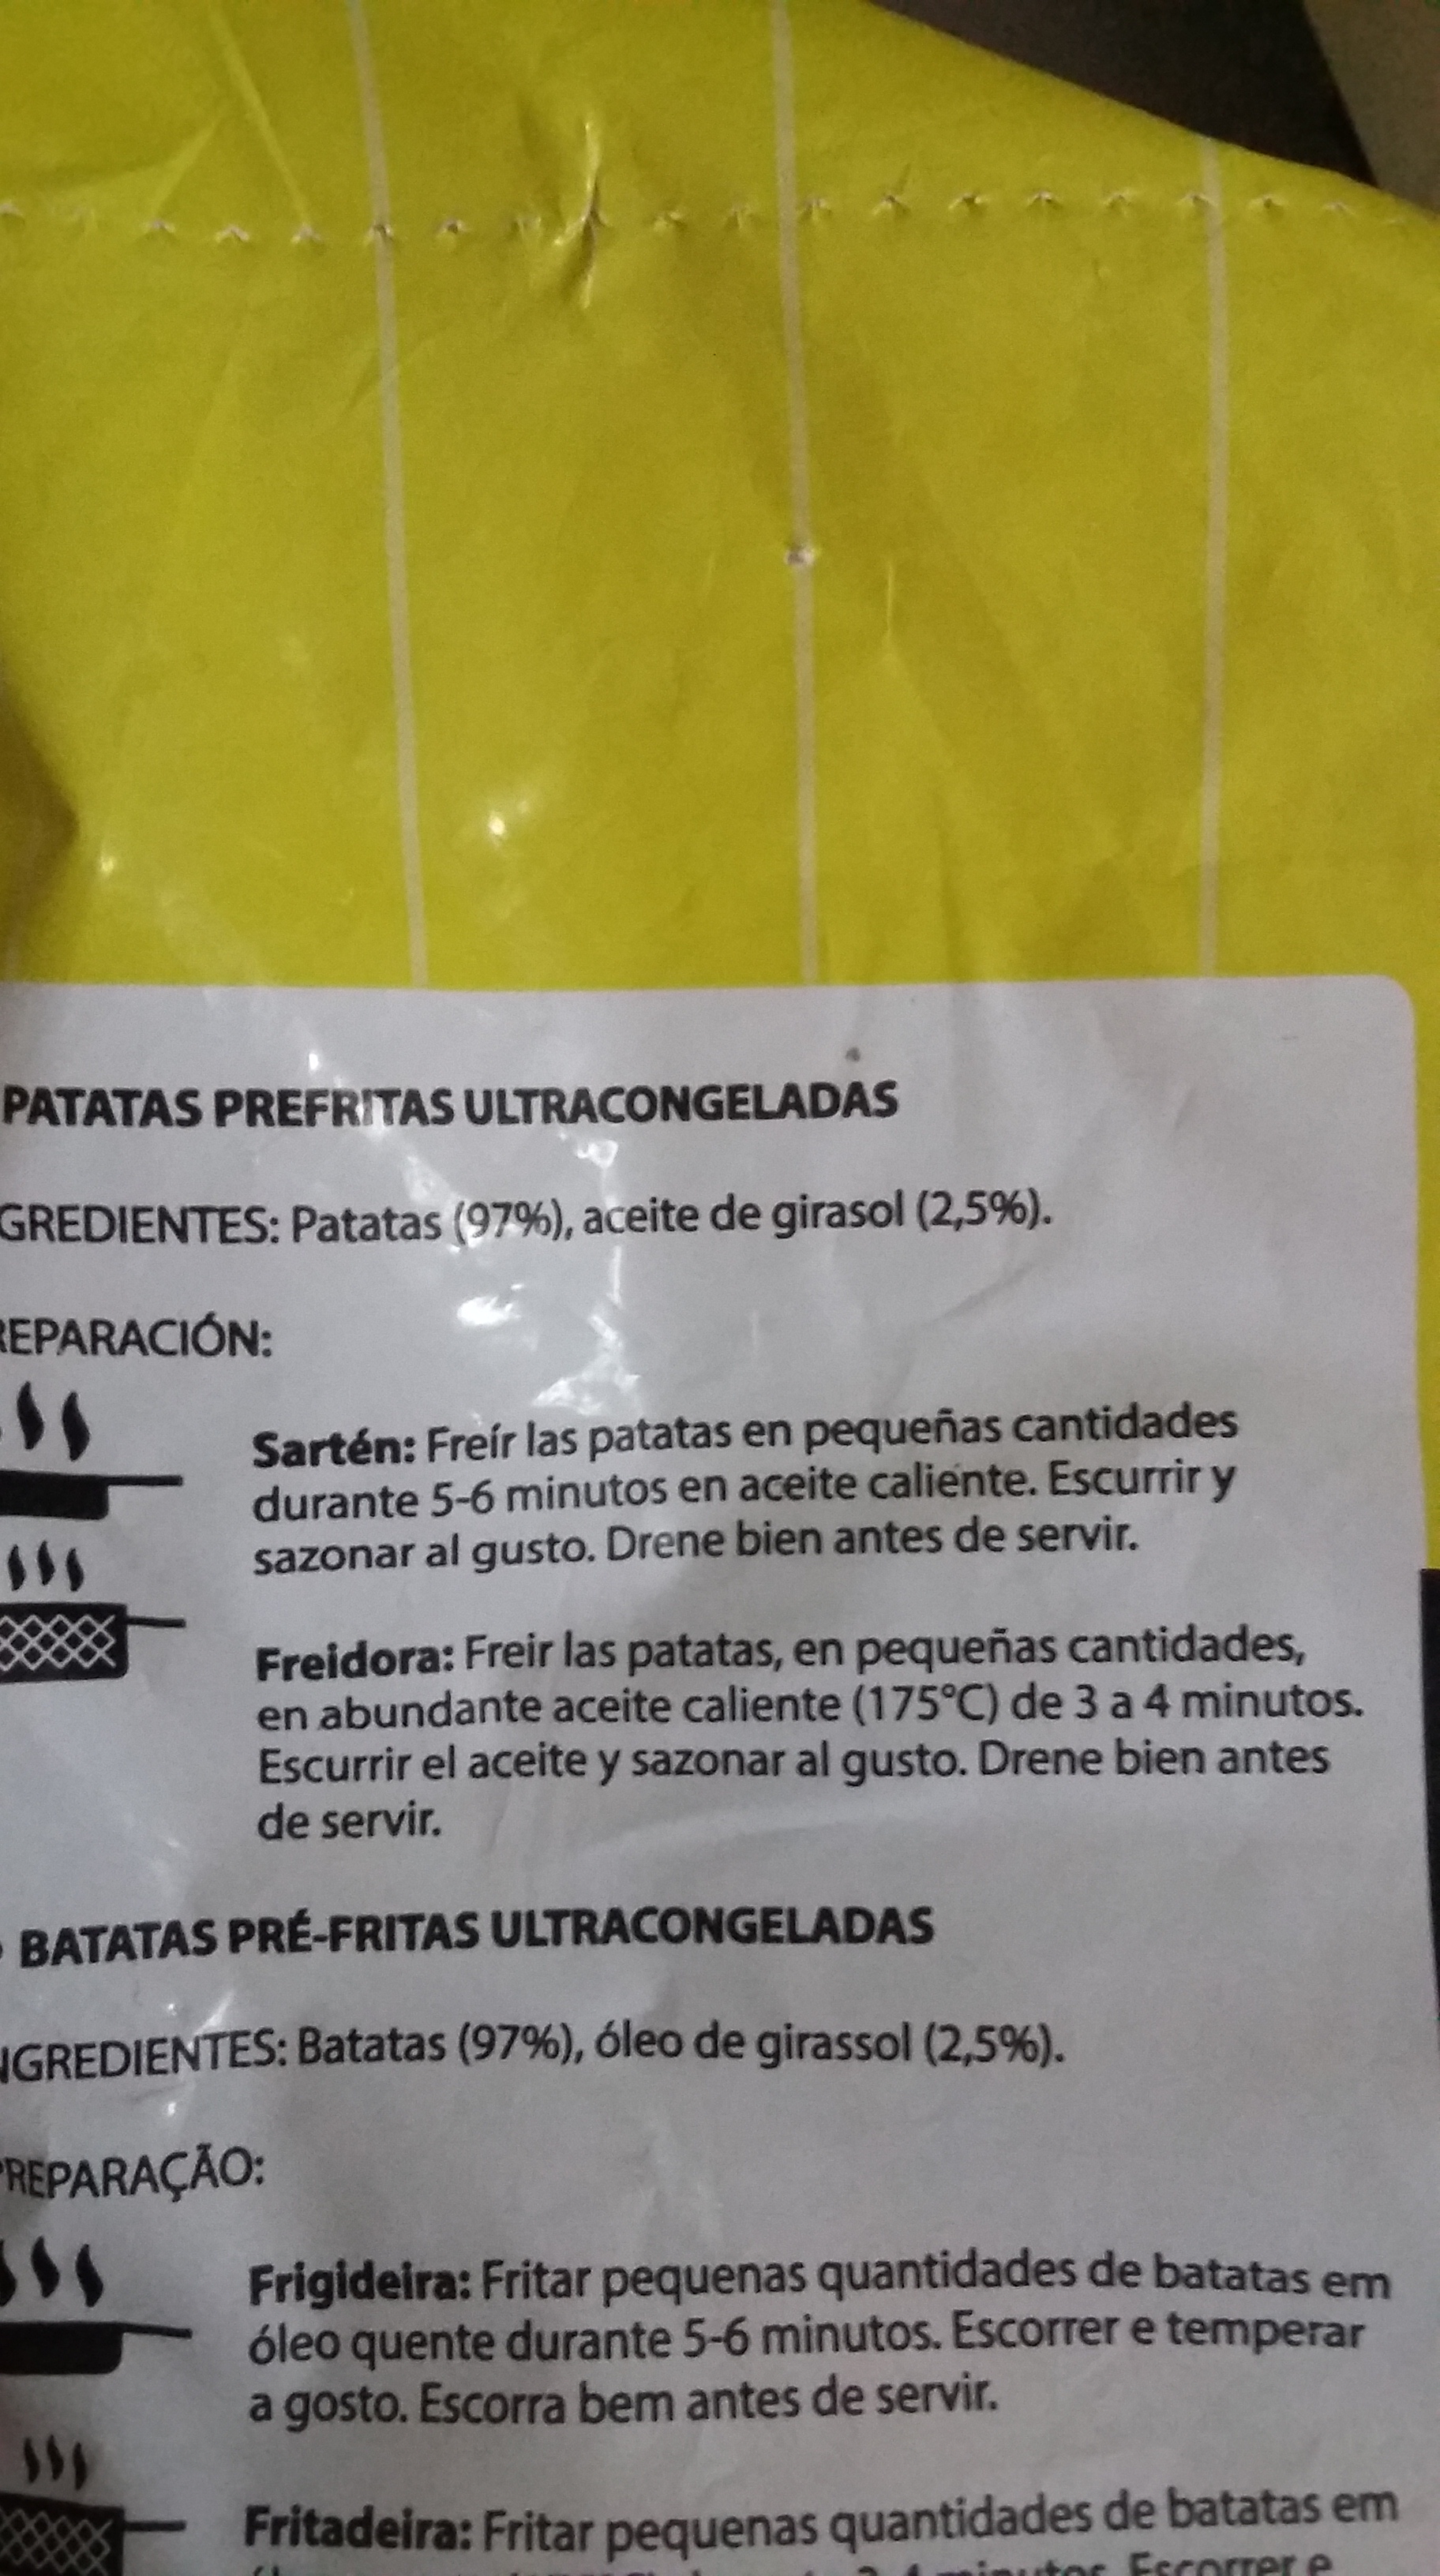 PATATAS PREFRITAS ULTRACONGELADAS
GREDIENTES: Patatas (97%), aceite de girasol (2,5%).
REPARACIÓN:
Sartén: Freír las patatas en pequeñas cantidades
durante 5-6 minutos en aceite caliente. Escurrir y
sazonar al gusto. Drene bien antes de servir.
Freidora: Freir las patatas, en pequeñas cantidades,
en abundante aceite caliente (175°C) de 3 a 4 minutos.
Escurrir el aceite y sazonar al gusto. Drene bien antes
de servir.
BATATAS PRÉ-FRITAS ULTRACONGELADAS
NGREDIENTES: Batatas (97%), óleo de girassol (2,5%).
PREPARAÇÃO:
Frigideira: Fritar pequenas quantidades de batatas em
óleo quente durante 5-6 minutos. Escorrer e temperar
a gosto. Escorra bem antes de servir.
Fritadeira: Fritar pequenas quantidades de batatas em
minutos. Escorrer e